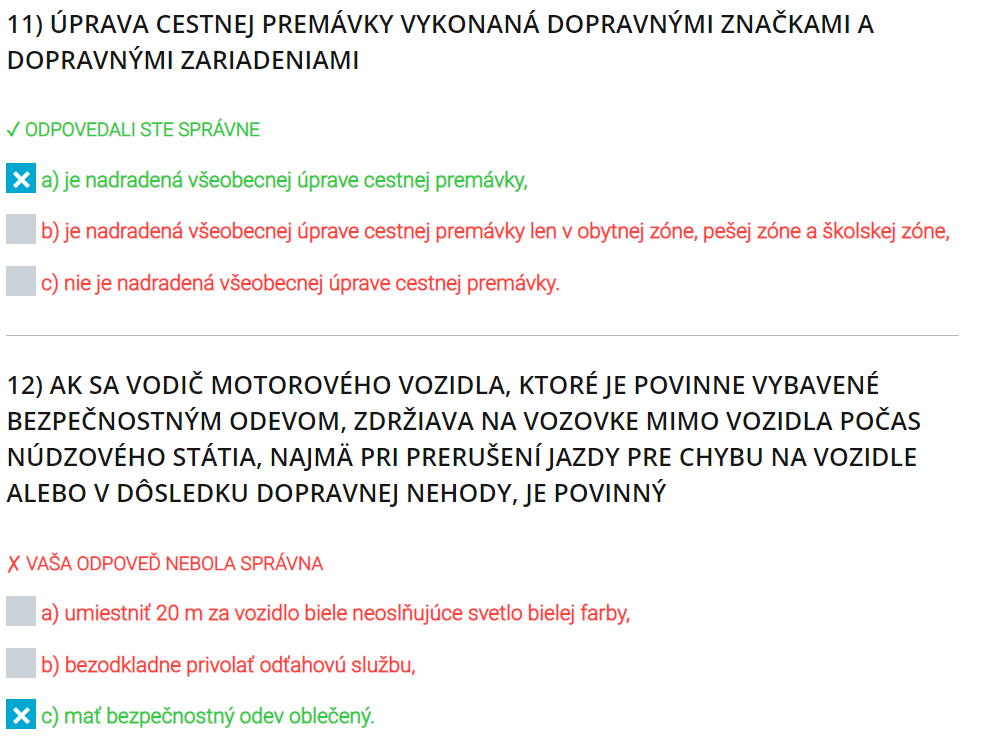 11) ÚPRAVA CESTNEJ PREMÁVKY VYKONANÁ DOPRAVNÝMI ZNAČKAMI A
DOPRAVNÝMI ZARIADENIAMI
✓ ODPOVEDALI STE SPRÁVNE
a) je nadradená všeobecnej úprave cestnej premávky,
b) je nadradená všeobecnej úprave cestnej premávky len v obytnej zóne, pešej zóne a školskej zóne,
c) nie je nadradená všeobecnej úprave cestnej premávky.
12) AK SA VODIČ MOTOROVÉHO VOZIDLA, KTORÉ JE POVINNE VYBAVENÉ
BEZPEČNOSTNÝM ODEVOM, ZDRŽIAVA NA VOZOVKE MIMO VOZIDLA POČAS
NÚDZOVÉHO STÁTIA, NAJMÄ PRI PRERUŠENÍ JAZDY PRE CHYBU NA VOZIDLE
ALEBO V DÔSLEDKU DOPRAVNEJ NEHODY, JE POVINNÝ
✗ VAŠA ODPOVEĎ NEBOLA SPRÁVNA
a) umiestniť 20 m za vozidlo biele neoslňujúce svetlo bielej farby,
b) bezodkladne privolať odťahovú službu,
c) mať bezpečnostný odev oblečený.